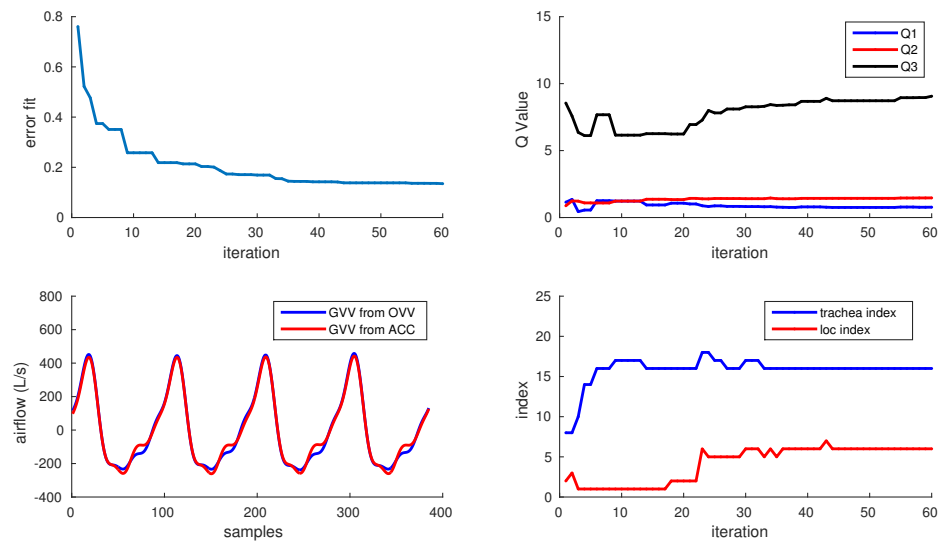 0.8
0.6
0.4
0.2
0
error fit
0 10 20 30 40 50 60
iteration
15
10
5
0
Q Value
Q1
Q2
Q3
0 10 20 30 40 50 60
iteration
800
600
400
200
0
-200
-400
airflow (L/s)
GVV from OVV
GVV from ACC
0 100 200 300 400
samples
25
20
15
10
5
0
index
trachea index
loc index
0 10 20 30 40 50 60
iteration